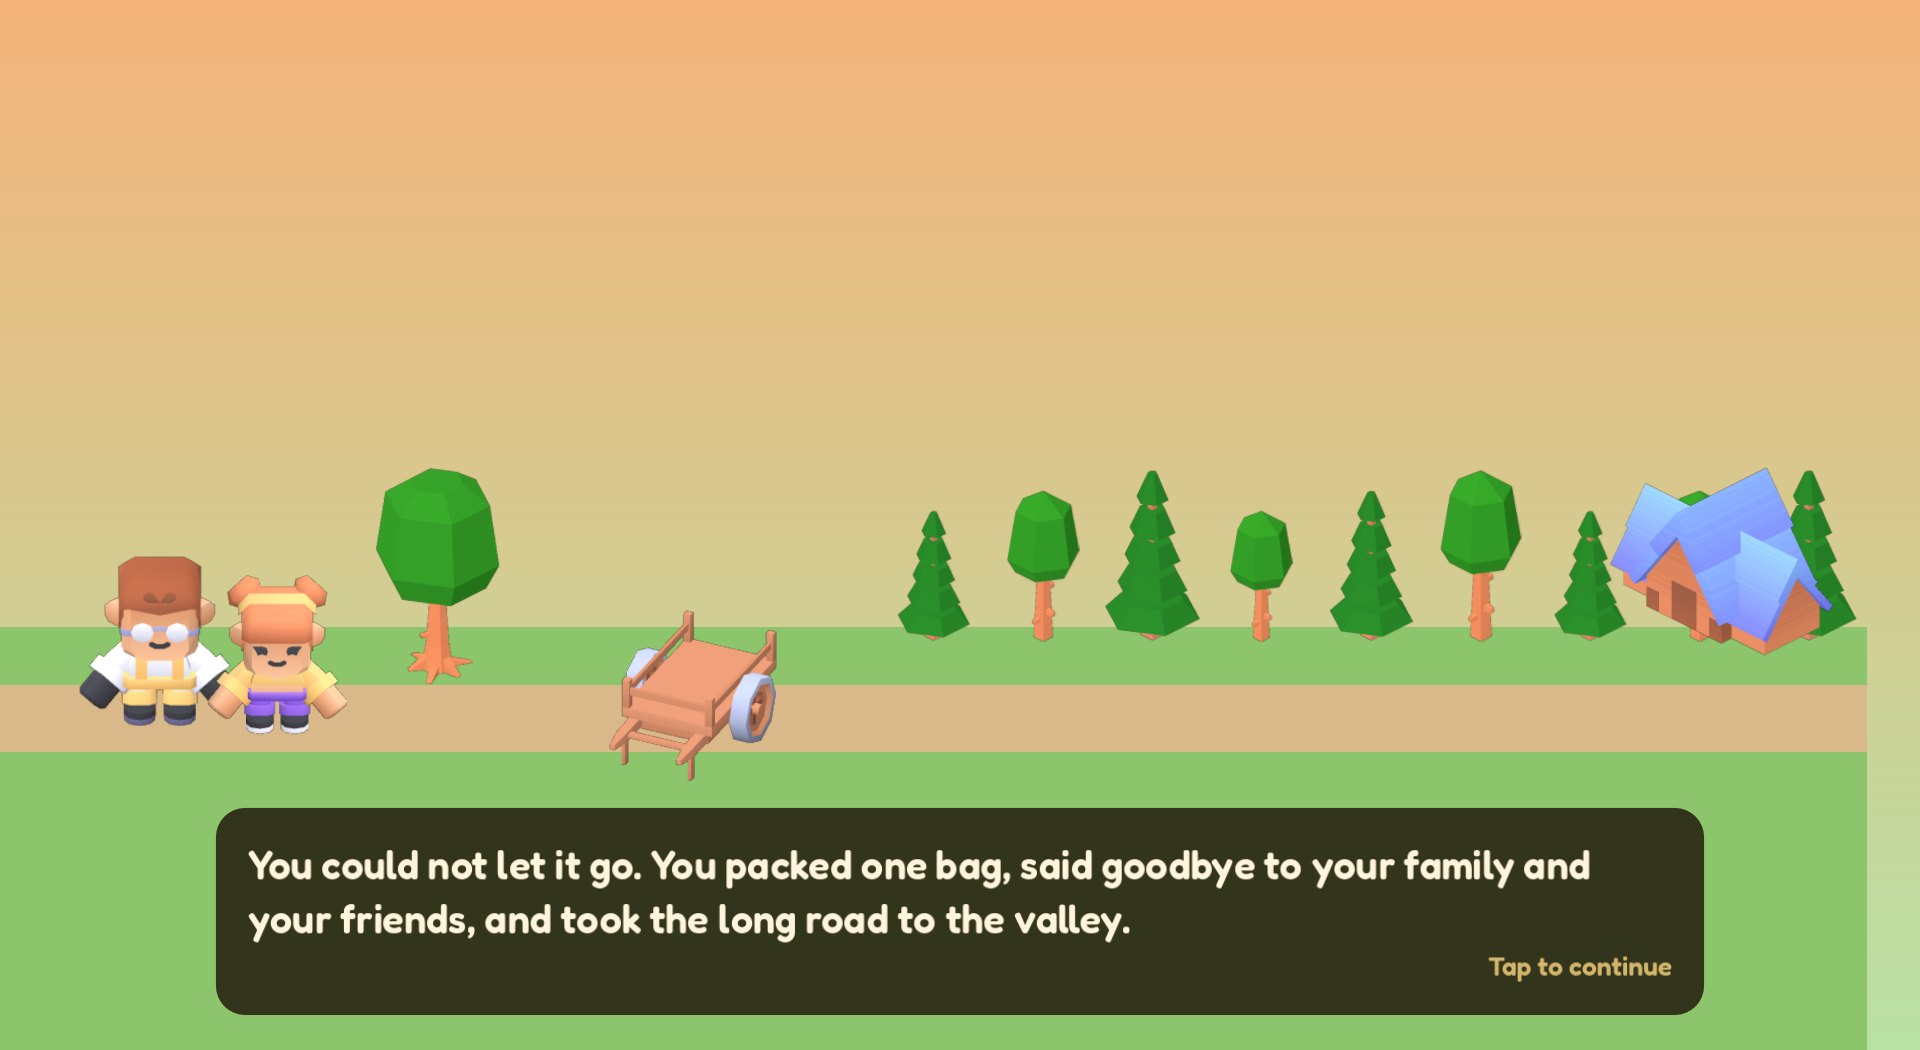 You could not let it go. You packed one bag, said goodbye to your family and
your friends, and took the long road to the valley.
Tap to continue